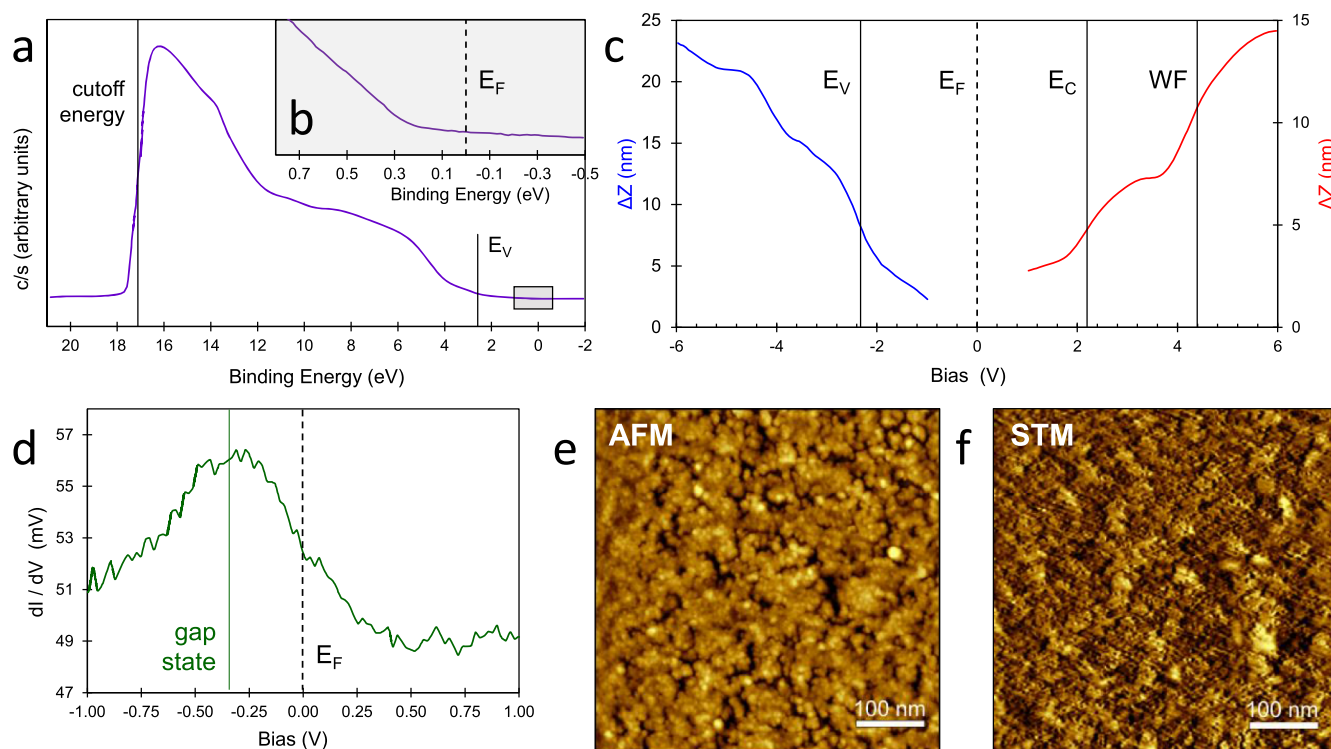 a
cutoff
energy
c/s (arbitrary units)
E_V
20 18 16 14 12 10 8 6 4 2 0 -2
Binding Energy (eV)
b
E_F
0.7 0.5 0.3 0.1 -0.1 -0.3 -0.5
Binding Energy (eV)
c
25
20
15
10
5
0
ΔZ (nm)
E_V
E_F
E_C
WF
15
10
5
0
ΔZ (nm)
-6 -4 -2 0 2 4 6
Bias (V)
d
57
56
53
51
49
47
dI / dV (mV)
gap
state
E_F
-1.00 -0.75 -0.50 -0.25 0.00 0.25 0.50 0.75 1.00
Bias (V)
e
AFM
100 nm
f
STM
100 nm